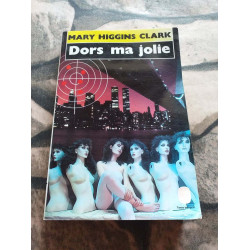 MARY HIGGINS CLARK
Dors ma jolie